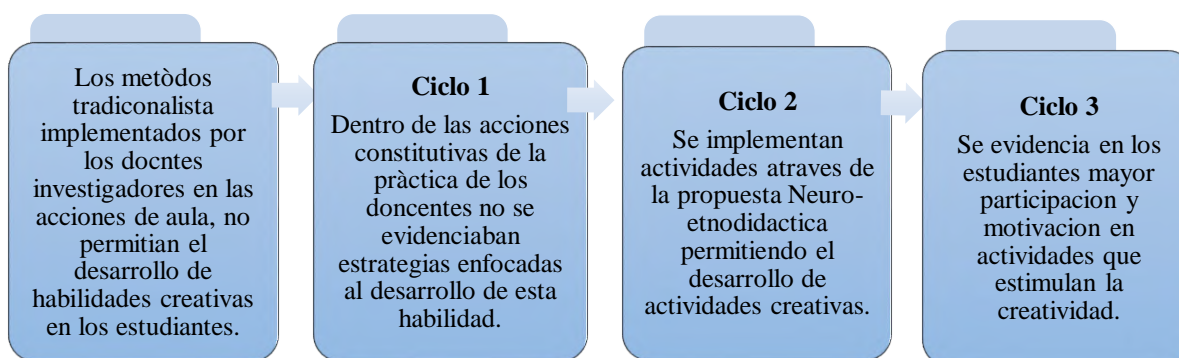 Los metòdos
tradiconalista
implementados por
los docntes
investigadores en las
acciones de aula, no
permitian el
desarrollo de
habilidades creativas
en los estudiantes.
Ciclo 1
Dentro de las acciones
constitutivas de la
pràctica de los
doncentes no se
evidenciaban
estrategias enfocadas
al desarrollo de esta
habilidad.
Ciclo 2
Se implementan
actividades atraves de
la propuesta Neuro-
etnodidactica
permitiendo el
desarrollo de
actividades creativas.
Ciclo 3
Se evidencia en los
estudiantes mayor
participacion y
motivacion en
actividades que
estimulan la
creatividad.